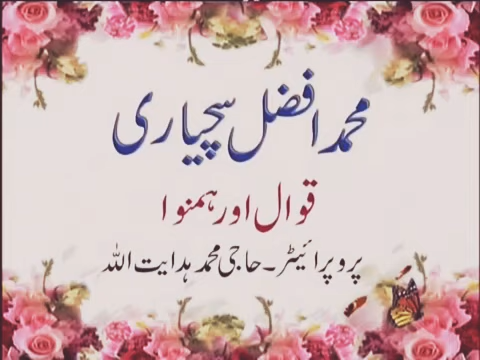 محمد افضل سچیاری
قوال اور ہمنوا
پروپرائیٹر۔ حاجی محمد ہدایت اللہ